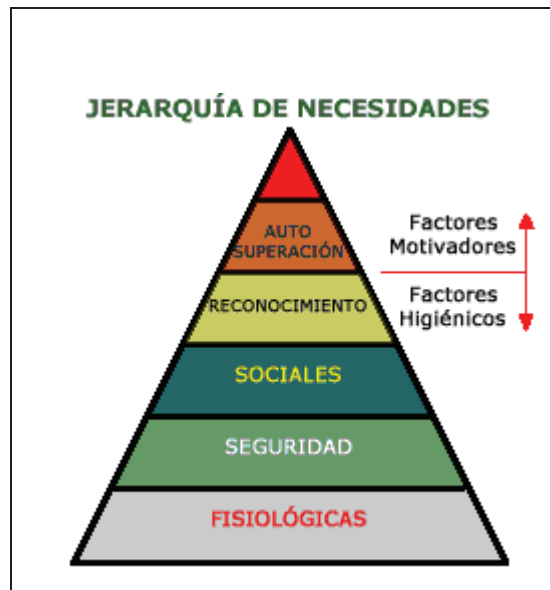 JERARQUÍA DE NECESIDADES
AUTO
SUPERACIÓN
Factores
Motivadores
RECONOCIMIENTO
Factores
Higiénicos
SOCIALES
SEGURIDAD
FISIOLÓGICAS